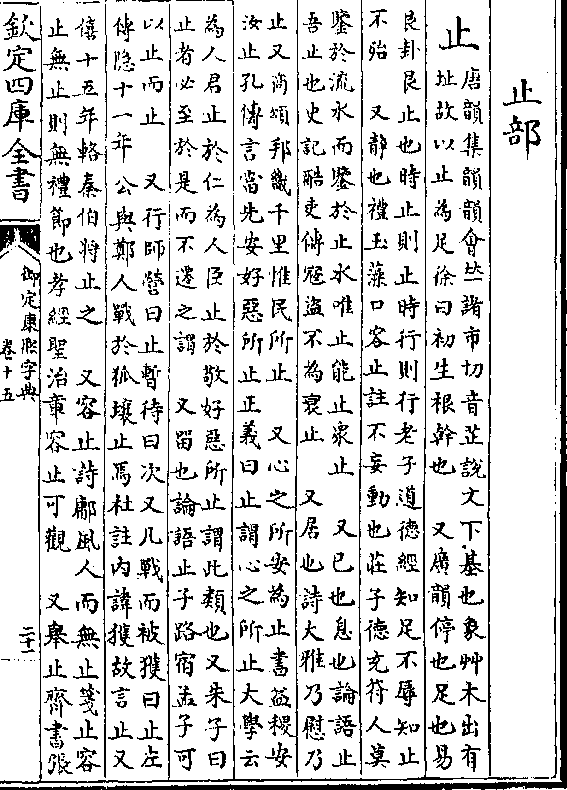 止部
止 唐韻集韻韻會𠀤諸市切音芷說文下基也象艸木出有
址故以止為足徐曰初生根幹也 又廣韻停也足也易
艮卦艮止也時止則止時行則行老子道德經知足不辱知止
不殆 又靜也禮玉藻口容止註不妄動也莊子德充符人莫
鑒於流水而鑒於止水唯止能止衆止 又已也息也論語止
吾止也史記酷吏傳寇盜不為衰止 又居也詩大雅乃慰乃
止又商頌邦畿千里惟民所止 又心之所安為止書益稷安
汝止孔傳言當先安好惡所止正義曰止謂心之所止大學云
為人君止於仁為人臣止於敬好惡所止謂此類也又朱子曰
止者必至於是而不遷之謂 又畱也論語止子路宿孟子可
以止而止 又行師營曰止暫待曰次又凡戰而被獲曰止左
傳隱十一年 公與鄭人戰於狐壤止焉杜註內諱獲故言止又
僖十五年輅秦伯將止之 又容止詩鄘風人而無止箋止容
止無止則無禮節也孝經聖治章容止可觀 又舉止齊書張
欽定四庫全書
御定康熙字典
卷十五
二十二